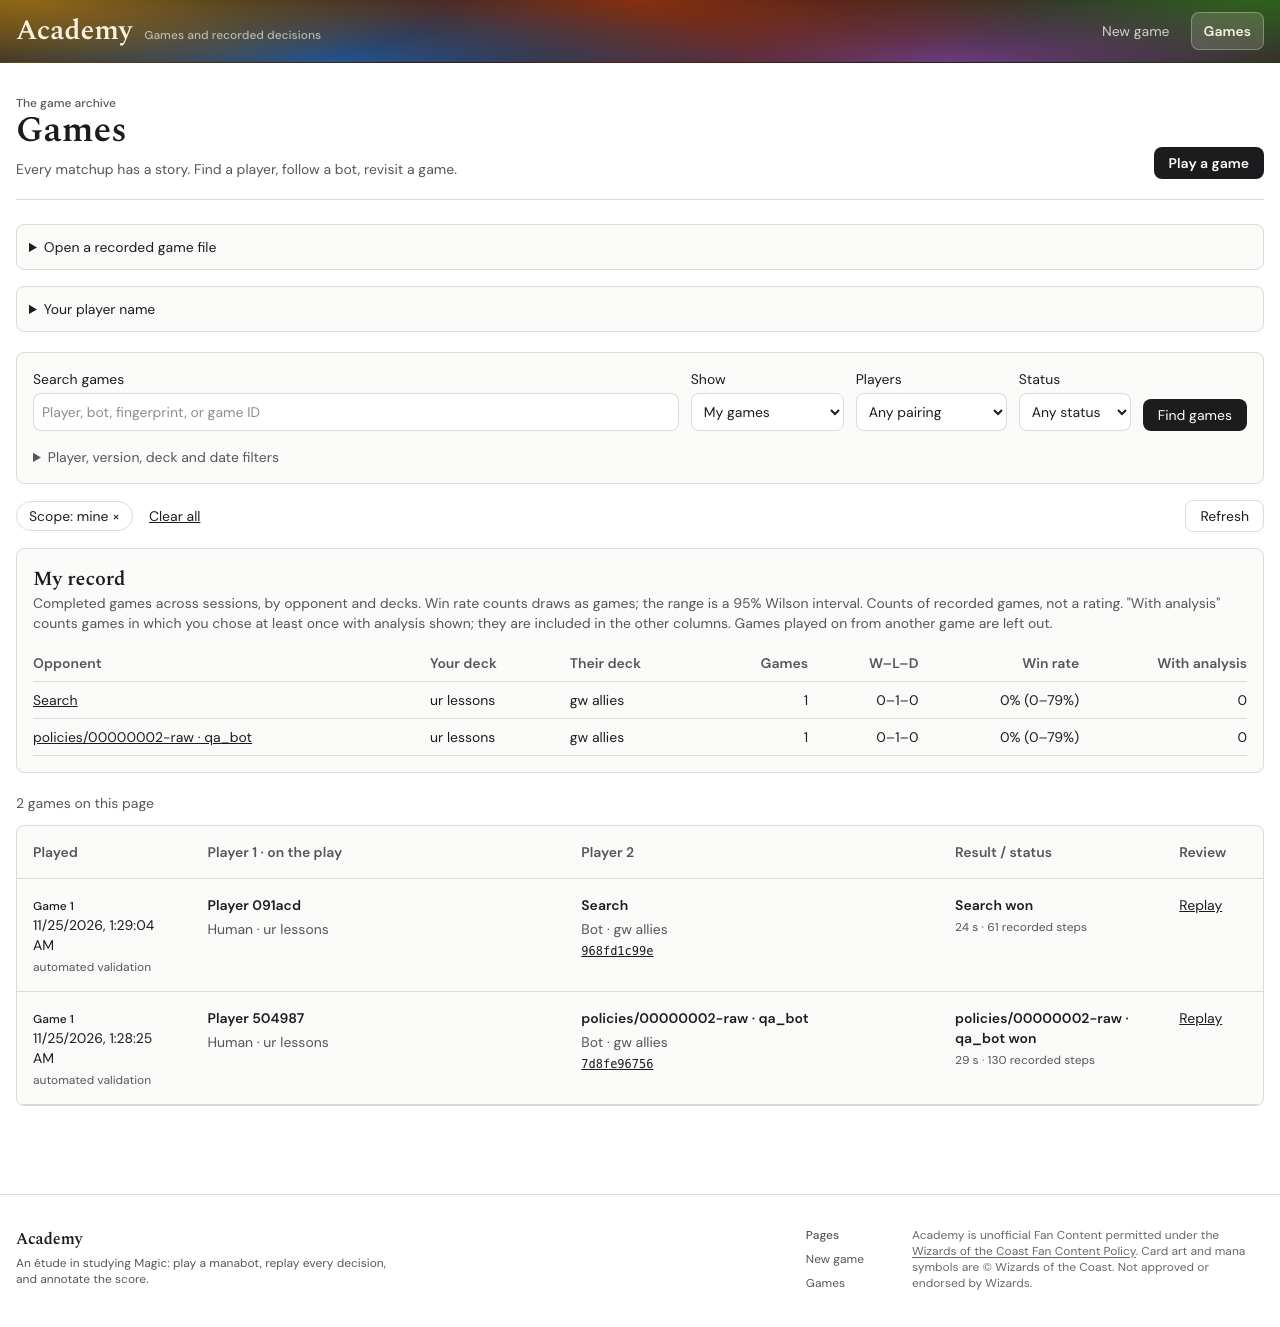 Academy Games and recorded decisions New game Games
The game archive
Games
Every matchup has a story. Find a player, follow a bot, revisit a game.
Play a game
Open a recorded game file
Your player name
Search games Show Players Status
Player, bot, fingerprint, or game ID My games Any pairing Any status Find games
Player, version, deck and date filters
Scope: mine × Clear all Refresh
My record
Completed games across sessions, by opponent and decks. Win rate counts draws as games; the range is a 95% Wilson interval. Counts of recorded games, not a rating. "With analysis"
counts games in which you chose at least once with analysis shown; they are included in the other columns. Games played on from another game are left out.
Opponent Your deck Their deck Games W–L–D Win rate With analysis
Search ur lessons gw allies 1 0–1–0 0% (0–79%) 0
policies/00000002-raw · qa_bot ur lessons gw allies 1 0–1–0 0% (0–79%) 0
2 games on this page
Played Player 1 · on the play Player 2 Result / status Review
Game 1 Player 091acd Search Search won Replay
11/25/2026, 1:29:04 Human · ur lessons Bot · gw allies 24 s · 61 recorded steps
AM 968fd1c99e
automated validation
Game 1 Player 504987 policies/00000002-raw · qa_bot policies/00000002-raw · Replay
11/25/2026, 1:28:25 Human · ur lessons Bot · gw allies qa_bot won
AM 7d8fe96756 29 s · 130 recorded steps
automated validation
Academy
An étude in studying Magic: play a manabot, replay every decision,
and annotate the score.
Pages
New game
Games
Academy is unofficial Fan Content permitted under the
Wizards of the Coast Fan Content Policy. Card art and mana
symbols are © Wizards of the Coast. Not approved or
endorsed by Wizards.